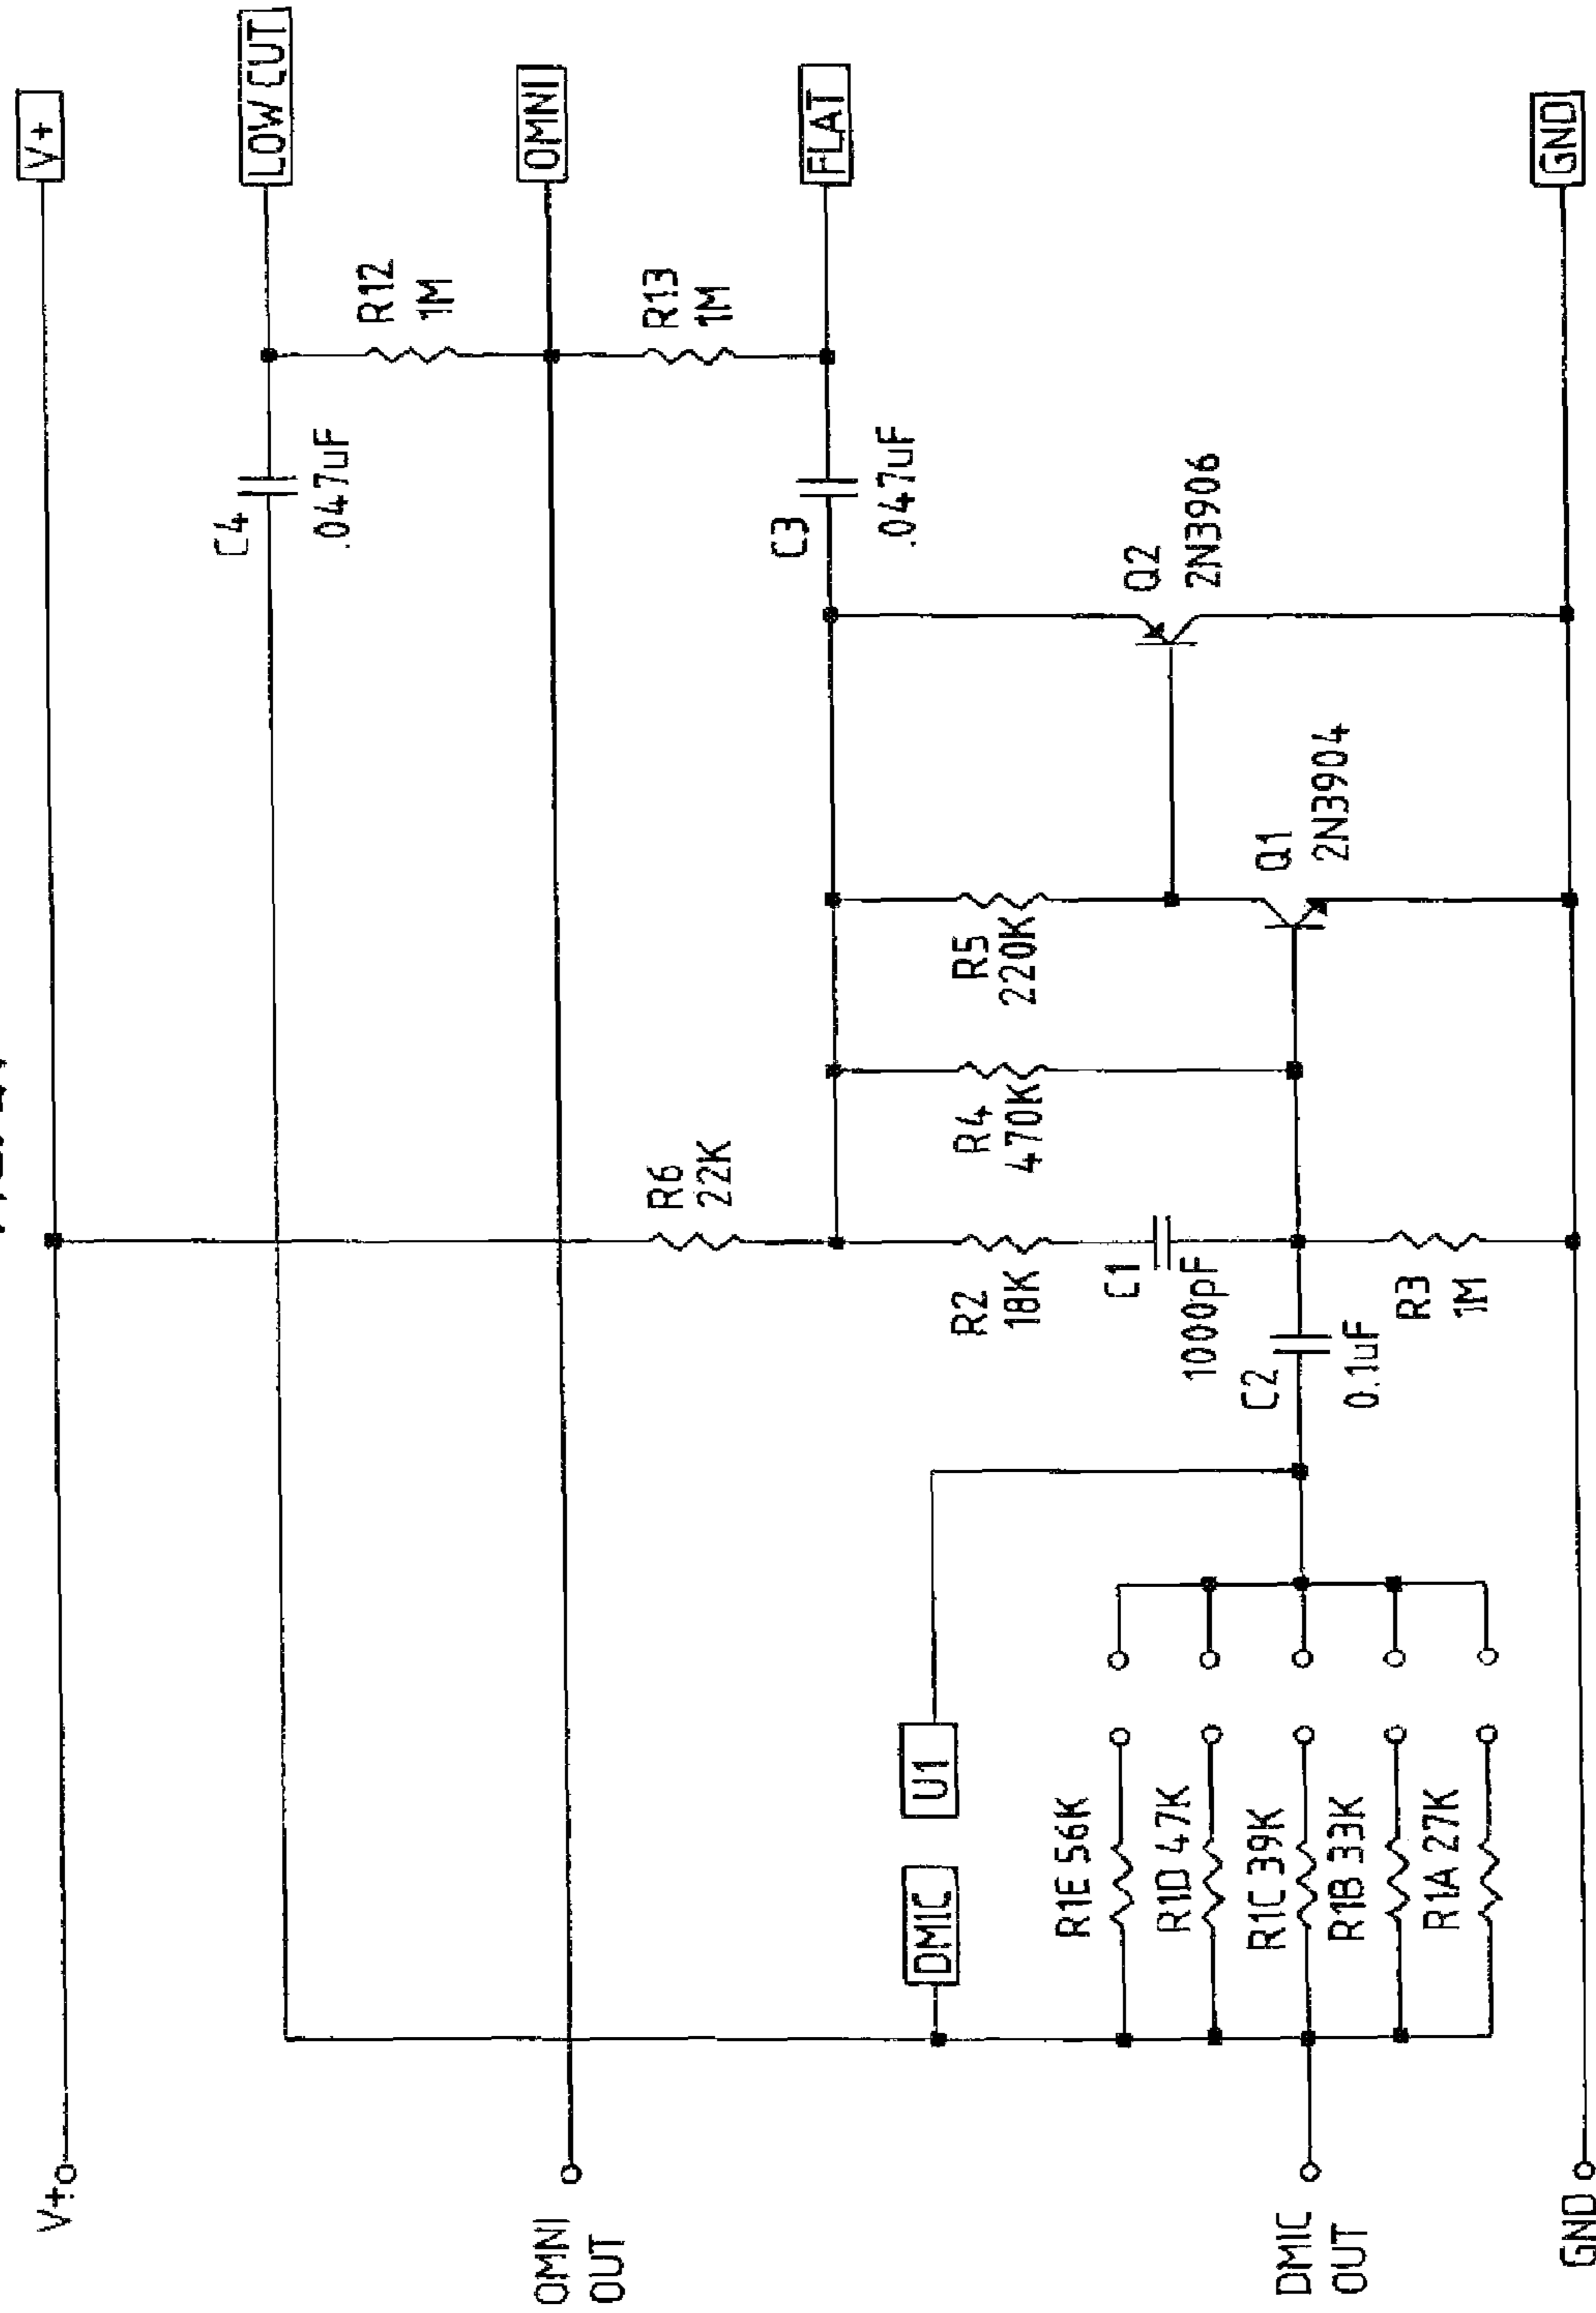 V+
LOW CUT
OMNI
FLAT
GND
R12
1M
R13
1M
C4
.047uF
C3
.047uF
Q2
2N3906
Q1
2N3904
R5
220K
R4
470K
R6
22K
R2
18K
C1
1000pF
R3
1M
C2
0.1uF
U1
DMIC
R1E 56K
R1D 47K
R1C 39K
R1B 33K
R1A 27K
V+
OMNI
OUT
DMIC
OUT
GND